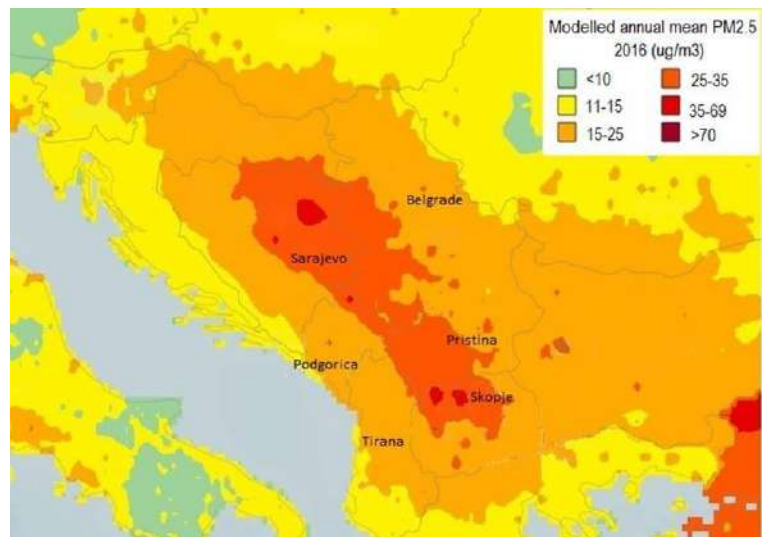 Modelled annual mean PM2.5
2016 (ug/m3)
<10 25-35
11-15 35-69
15-25 >70
Belgrade
Sarajevo
Pristina
Podgorica
Skopje
Tirana